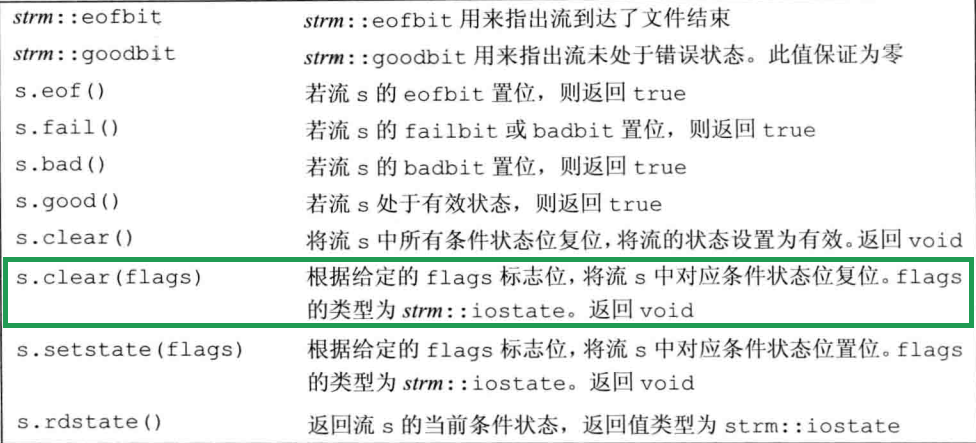 strm::eofbit strm::eofbit 用来指出流到达了文件结束
strm::goodbit strm::goodbit 用来指出流未处于错误状态。此值保证为零
s.eof() 若流 s 的 eofbit 置位，则返回 true
s.fail() 若流 s 的 failbit 或 badbit 置位，则返回 true
s.bad() 若流 s 的 badbit 置位，则返回 true
s.good() 若流 s 处于有效状态，则返回 true
s.clear() 将流 s 中所有条件状态位复位，将流的状态设置为有效。返回 void
s.clear(flags) 根据给定的 flags 标志位，将流 s 中对应条件状态位复位。flags
的类型为 strm::iostate。返回 void
s.setstate(flags) 根据给定的 flags 标志位，将流 s 中对应条件状态位置位。flags
的类型为 strm::iostate。返回 void
s.rdstate() 返回流 s 的当前条件状态，返回值类型为 strm::iostate